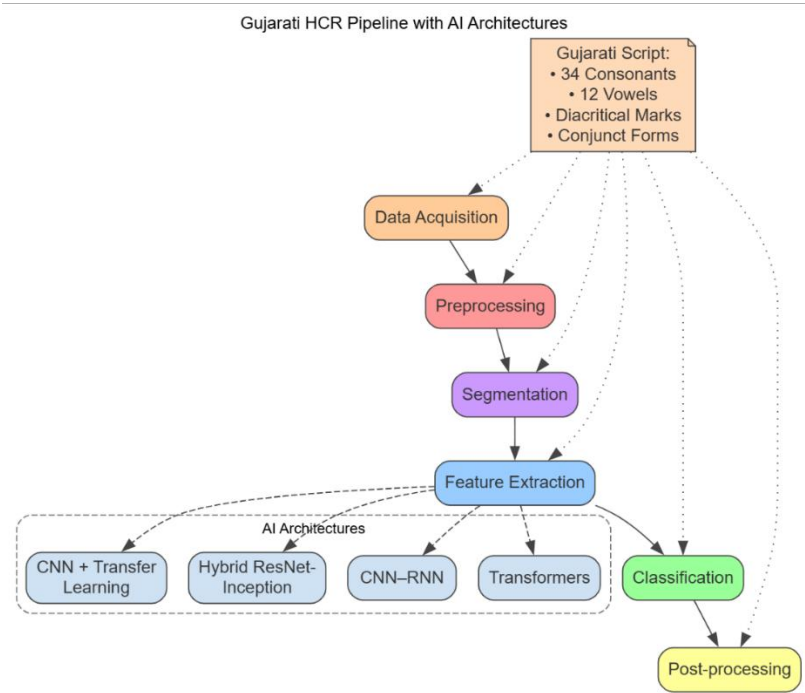 Gujarati HCR Pipeline with AI Architectures
Gujarati Script:
• 34 Consonants
• 12 Vowels
• Diacritical Marks
• Conjunct Forms
Data Acquisition
Preprocessing
Segmentation
Feature Extraction
AI Architectures
CNN + Transfer
Learning
Hybrid ResNet-
Inception
CNN–RNN
Transformers
Classification
Post-processing